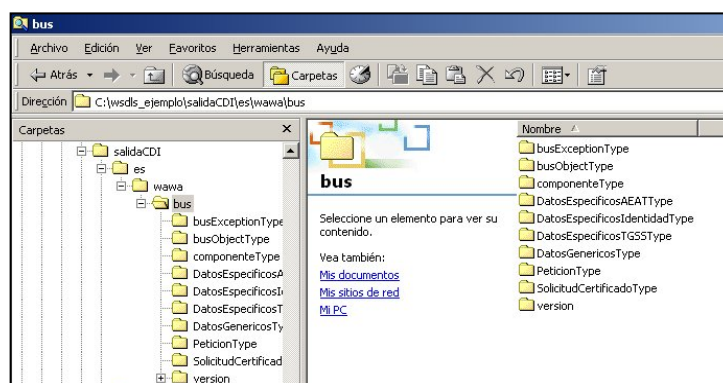 bus
Archivo Edición Ver Favoritos Herramientas Ayuda
Atrás Búsqueda Carpetas
Dirección C:\wsdls_ejemplo\salidaCDI\es\wawa\bus
Carpetas
salidaCDI
es
wawa
bus
busExceptionType
busObjectType
componenteType
DatosEspecificosA
DatosEspecificosI
DatosEspecificosT
DatosGenericosTy
PeticionType
SolicitudCertificad
version
bus
Seleccione un elemento para ver su
contenido.
Vea también:
Mis documentos
Mis sitios de red
Mi PC
Nombre
busExceptionType
busObjectType
componenteType
DatosEspecificosAEATType
DatosEspecificosIdentidadType
DatosEspecificosTGSSType
DatosGenericosType
PeticionType
SolicitudCertificadoType
version